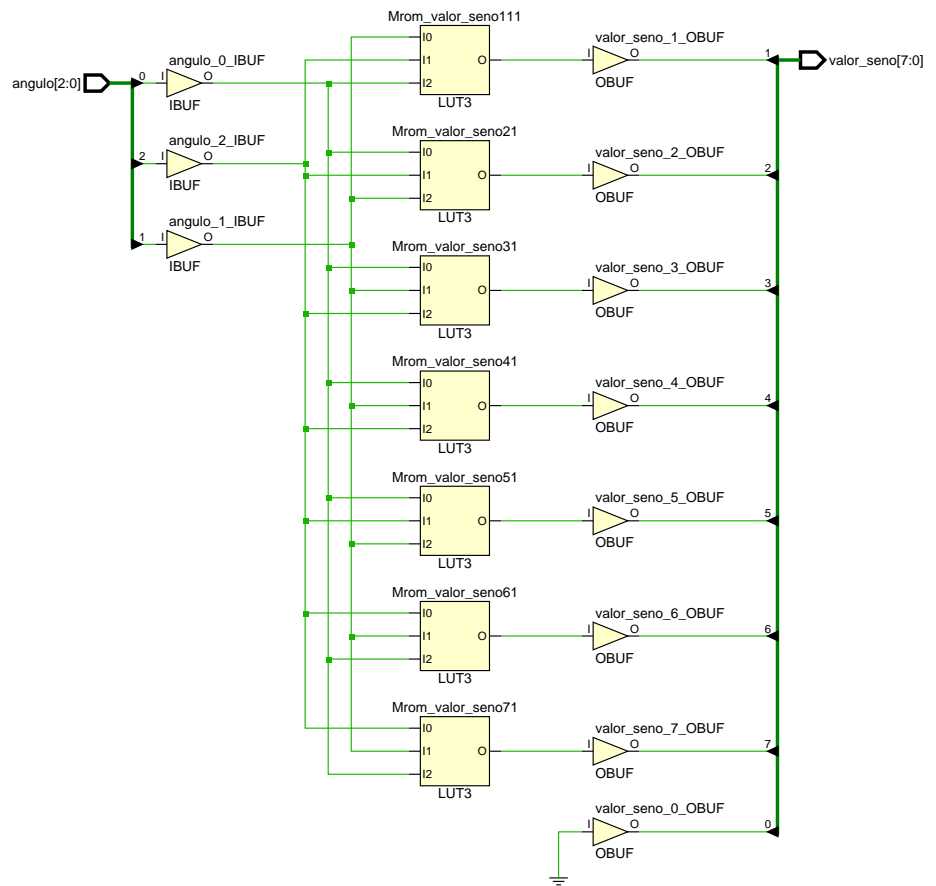 Mrom_valor_seno111
angulo[2:0]
0
angulo_0_IBUF
I
O
IBUF
I0
I1
I2
O
LUT3
valor_seno_1_OBUF
I
O
OBUF
1
valor_seno[7:0]
2
angulo_2_IBUF
I
O
IBUF
Mrom_valor_seno21
I0
I1
I2
O
LUT3
valor_seno_2_OBUF
I
O
OBUF
2
1
angulo_1_IBUF
I
O
IBUF
Mrom_valor_seno31
I0
I1
I2
O
LUT3
valor_seno_3_OBUF
I
O
OBUF
3
Mrom_valor_seno41
I0
I1
I2
O
LUT3
valor_seno_4_OBUF
I
O
OBUF
4
Mrom_valor_seno51
I0
I1
I2
O
LUT3
valor_seno_5_OBUF
I
O
OBUF
5
Mrom_valor_seno61
I0
I1
I2
O
LUT3
valor_seno_6_OBUF
I
O
OBUF
6
Mrom_valor_seno71
I0
I1
I2
O
LUT3
valor_seno_7_OBUF
I
O
OBUF
7
valor_seno_0_OBUF
I
O
OBUF
0